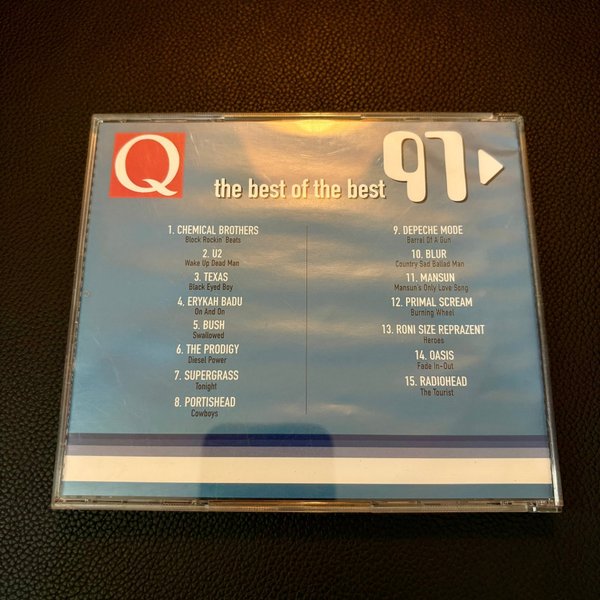 Q
the best of the best
97
1. CHEMICAL BROTHERS
Block Rockin' Beats
2. U2
Wake Up Dead Man
3. TEXAS
Black Eyed Boy
4. ERYKAH BADU
On And On
5. BUSH
Swallowed
6. THE PRODIGY
Diesel Power
7. SUPERGRASS
Tonight
8. PORTISHEAD
Cowboys
9. DEPECHE MODE
Barrel Of A Gun
10. BLUR
Country Sad Ballad Man
11. MANSUN
Mansun's Only Love Song
12. PRIMAL SCREAM
Burning Wheel
13. RONI SIZE REPRAZENT
Heroes
14. OASIS
Fade In-Out
15. RADIOHEAD
The Tourist